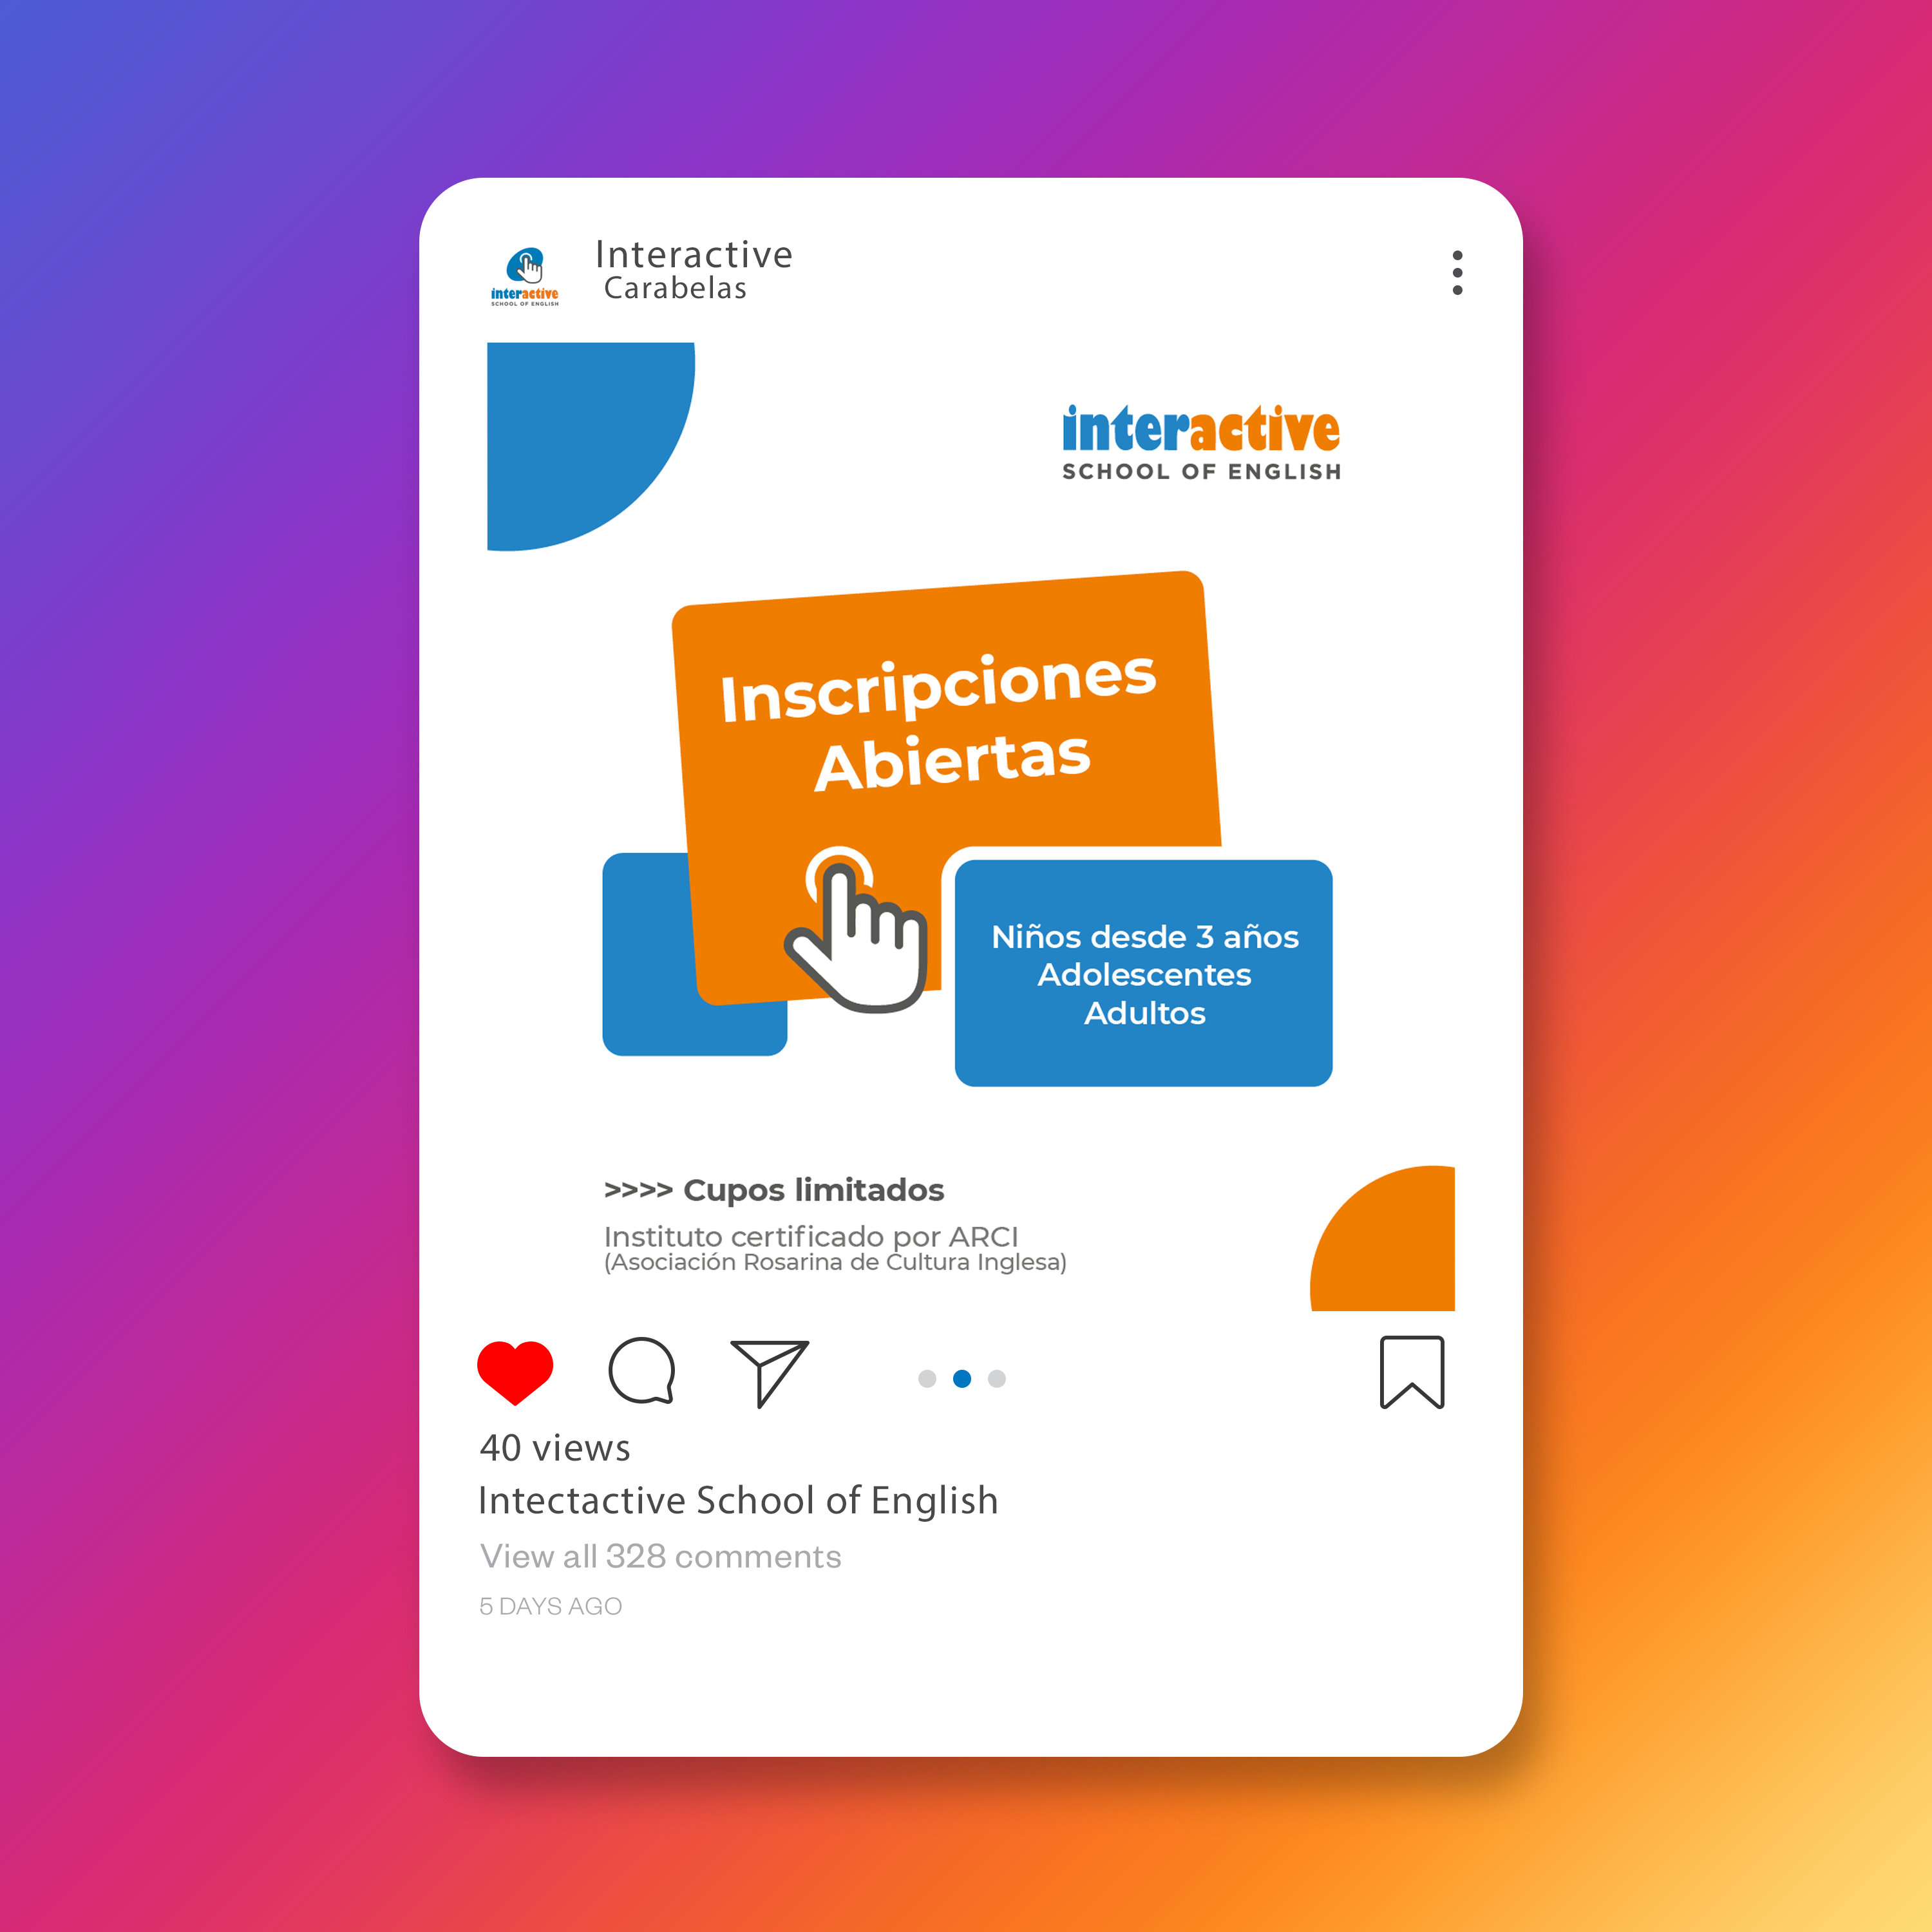 interactive
SCHOOL OF ENGLISH
Interactive
Carabelas
interactive
SCHOOL OF ENGLISH
Inscripciones
Abiertas
Niños desde 3 años
Adolescentes
Adultos
>>>> Cupos limitados
Instituto certificado por ARCI
(Asociación Rosarina de Cultura Inglesa)
40 views
Intectactive School of English
View all 328 comments
5 DAYS AGO